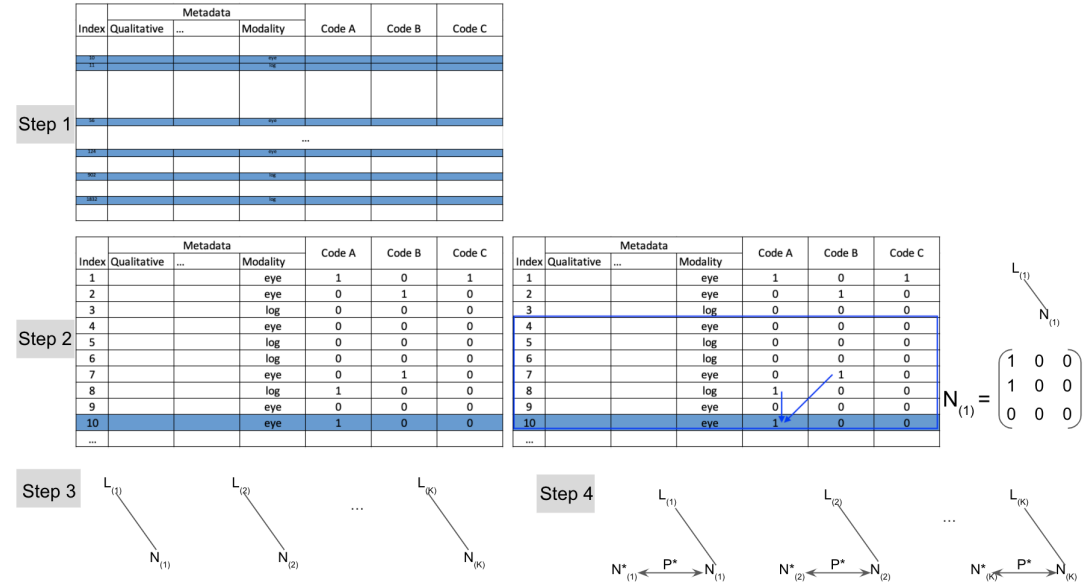 Metadata
Index Qualitative ... Modality Code A Code B Code C
10 eye
11 log
56 eye
...
124 eye
902 log
1832 log
Step 1
Metadata
Index Qualitative ... Modality Code A Code B Code C
1 eye 1 0 1
2 eye 0 1 0
3 log 0 0 0
4 eye 0 0 0
5 log 0 0 0
6 log 0 0 0
7 eye 0 1 0
8 log 1 0 0
9 eye 0 0 0
10 eye 1 0 0
...
Step 2
Metadata
Index Qualitative ... Modality Code A Code B Code C
1 eye 1 0 1
2 eye 0 1 0
3 log 0 0 0
4 eye 0 0 0
5 log 0 0 0
6 log 0 0 0
7 eye 0 1 0
8 log 1 0 0
9 eye 0 0 0
10 eye 1 0 0
...
L(1)
N(1)
N(1) =
1 0 0
1 0 0
0 0 0
Step 3
L(1) L(2) ... L(K)
N(1) N(2) N(K)
Step 4
L(1) L(2) ... L(K)
N*(1) P* N(1) N*(2) P* N(2) N*(K) P* N(K)